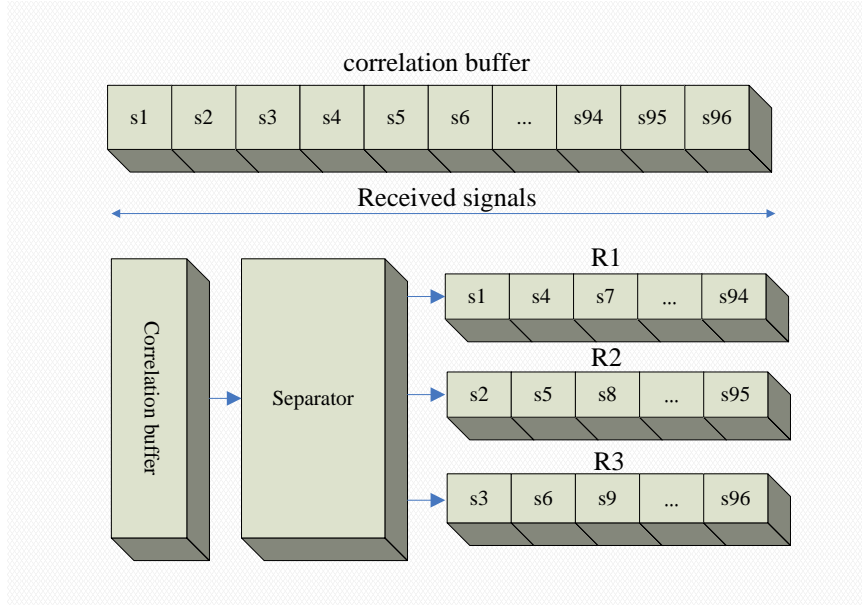 correlation buffer
s1 s2 s3 s4 s5 s6 ... s94 s95 s96
Received signals
Correlation buffer
Separator
R1
s1 s4 s7 ... s94
R2
s2 s5 s8 ... s95
R3
s3 s6 s9 ... s96